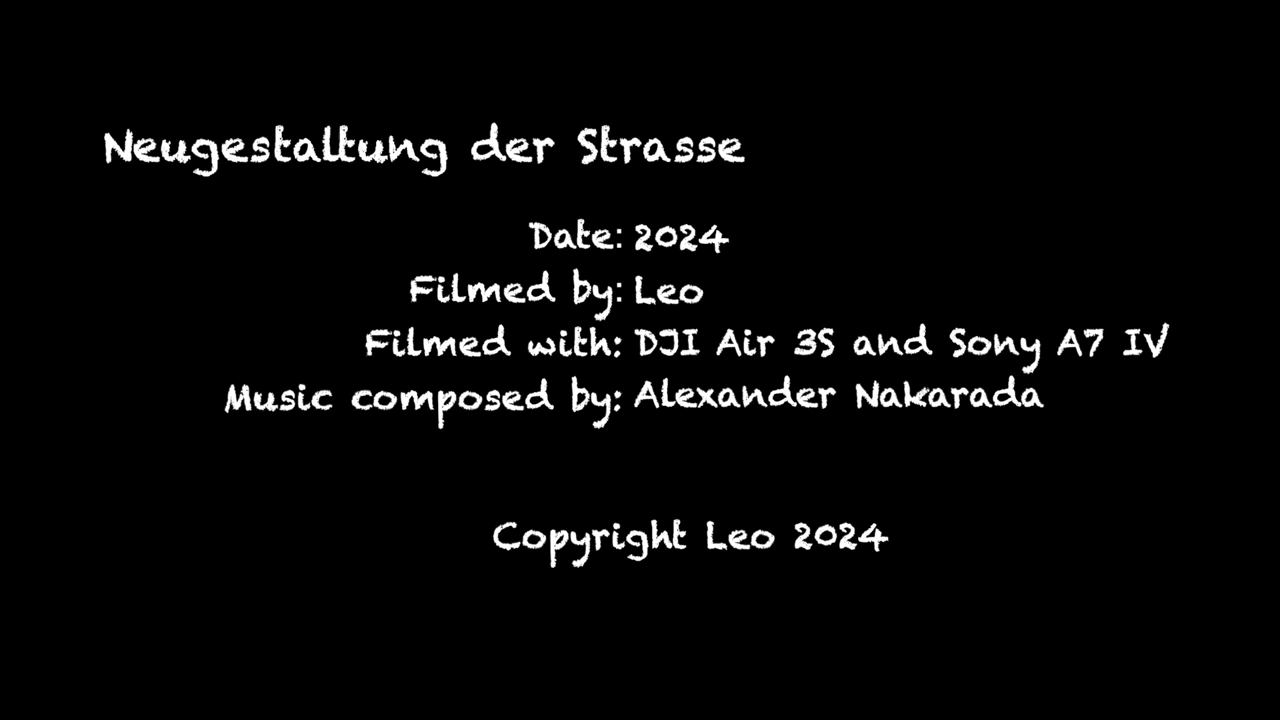 Neugestaltung der Strasse
Date: 2024
Filmed by: Leo
Filmed with: DJI Air 3S and Sony A7 IV
Music composed by: Alexander Nakarada
Copyright Leo 2024